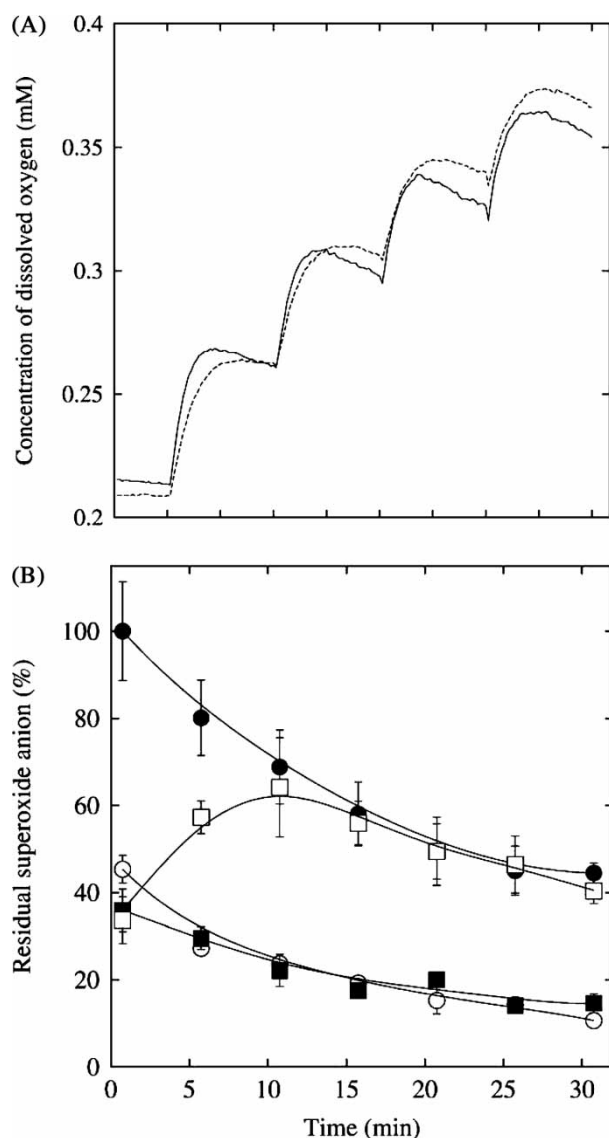 (A)
Concentration of dissolved oxygen (mM)
0.4
0.35
0.3
0.25
0.2
(B)
Residual superoxide anion (%)
100
80
60
40
20
0
0 5 10 15 20 25 30
Time (min)